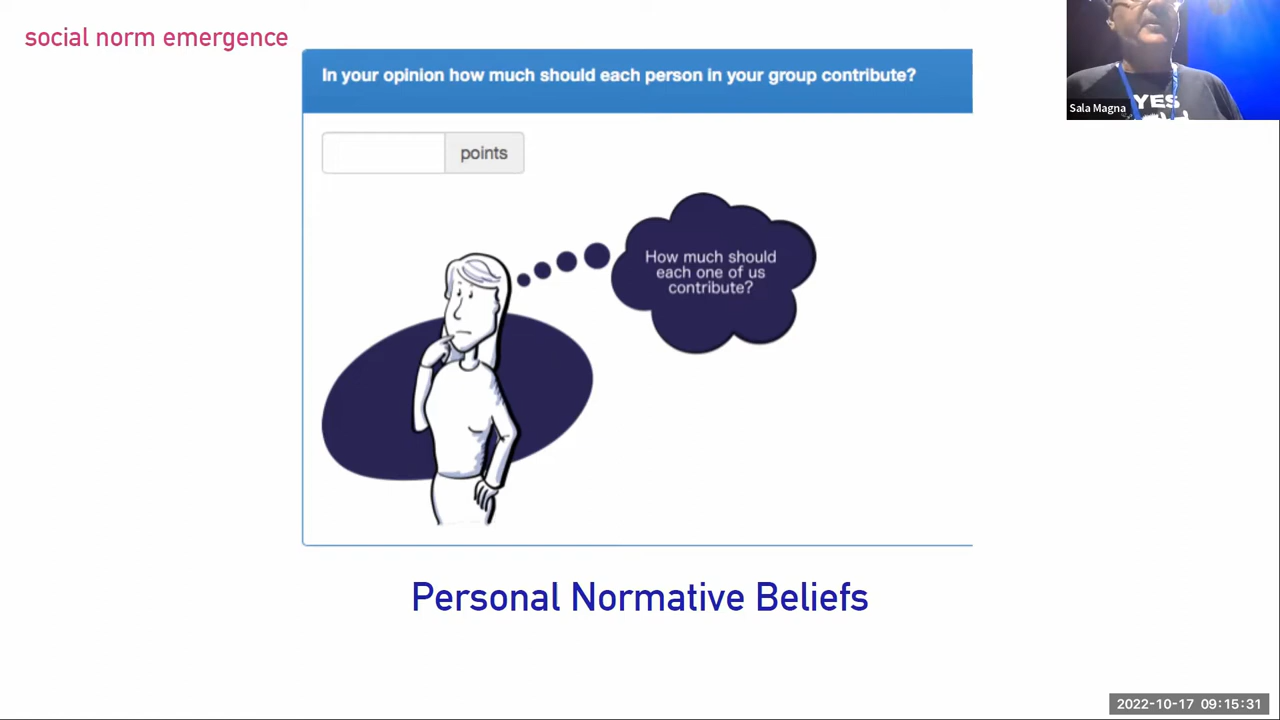 social norm emergence
In your opinion how much should each person in your group contribute?
points
How much should
each one of us
contribute?
Personal Normative Beliefs
Sala Magna
YES
2022-10-17 09:15:31